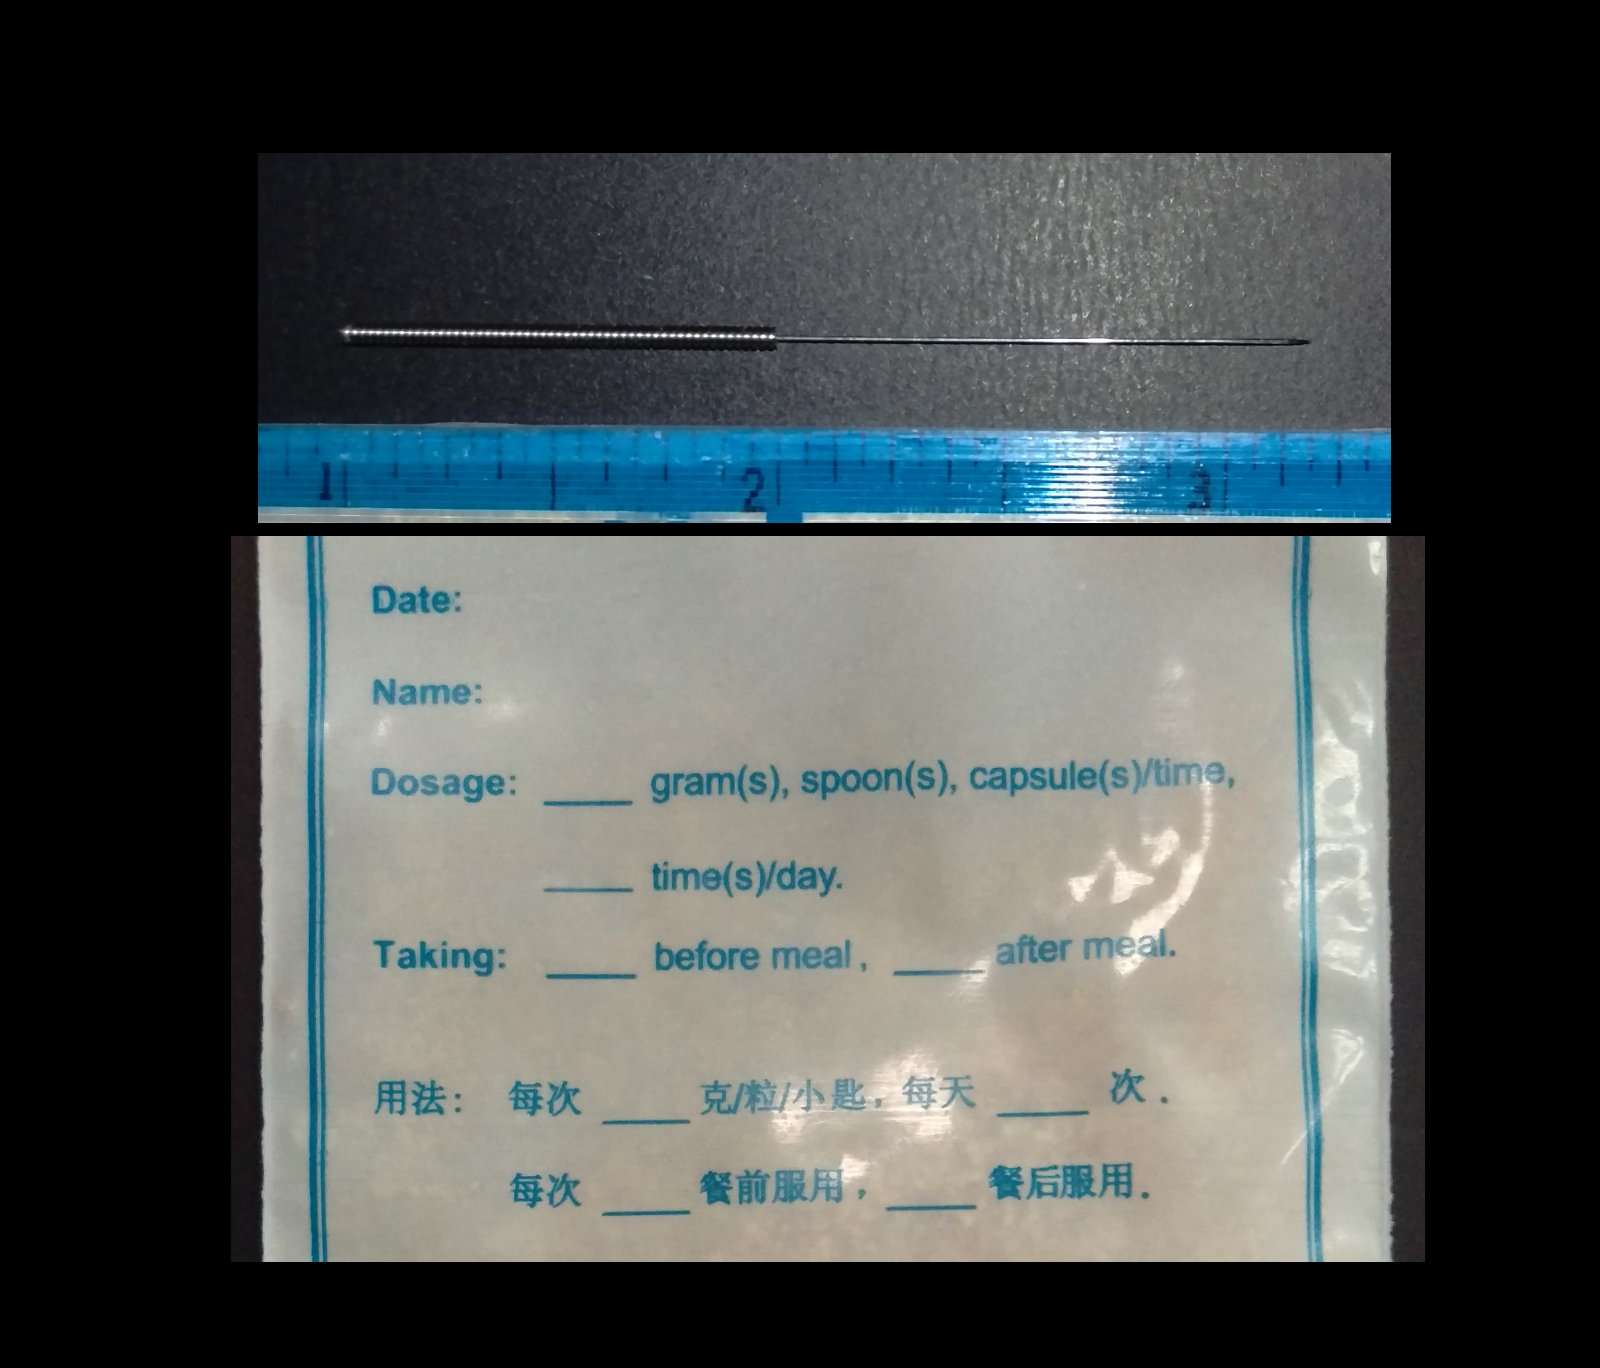 1 2 3
Date:
Name:
Dosage: ____ gram(s), spoon(s), capsule(s)/time,
____ time(s)/day.
Taking: ____ before meal, ____ after meal.
用法: 每次 ____ 克/粒/小匙, 每天 ____ 次.
每次 ____ 餐前服用, ____ 餐后服用.